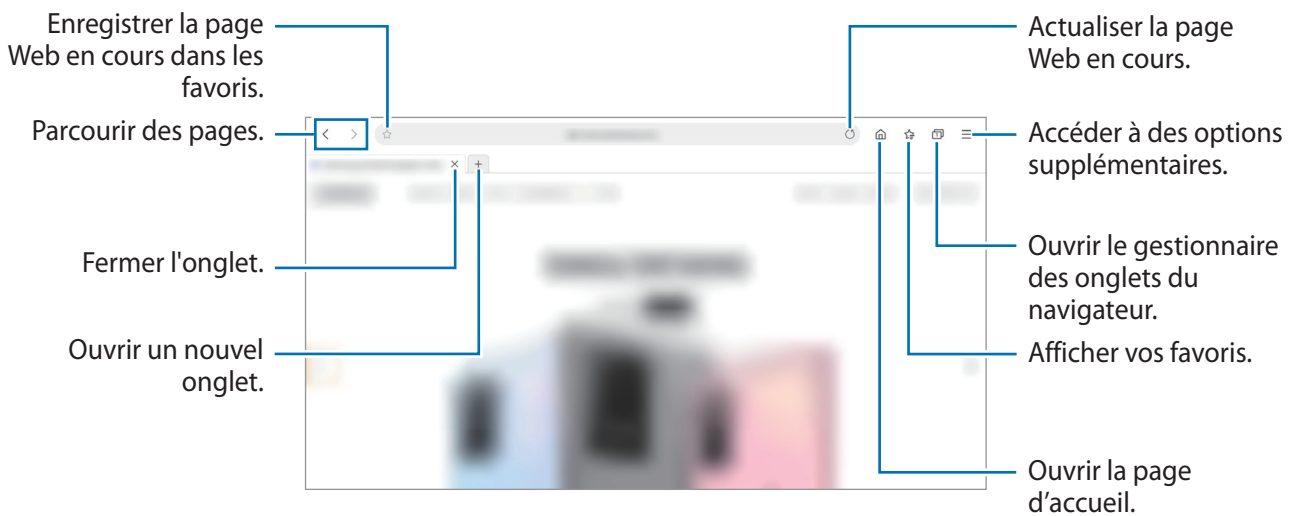 Enregistrer la page
Web en cours dans les
favoris.
Parcourir des pages.
Fermer l'onglet.
Ouvrir un nouvel
onglet.
Actualiser la page
Web en cours.
Accéder à des options
supplémentaires.
Ouvrir le gestionnaire
des onglets du
navigateur.
Afficher vos favoris.
Ouvrir la page
d’accueil.